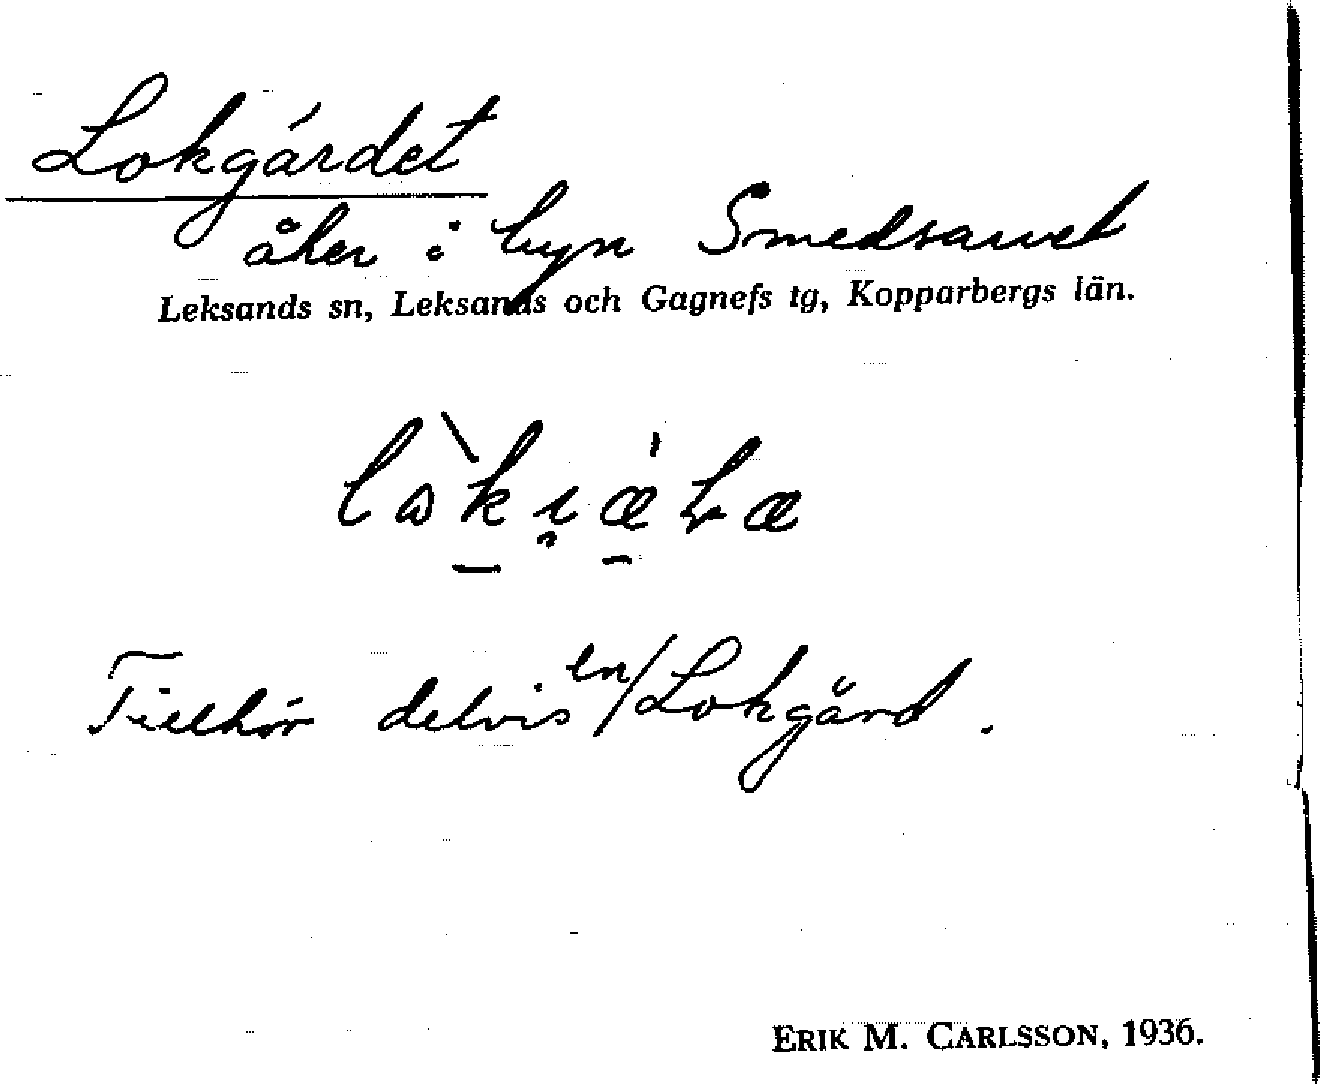 Lokgärdet
åker i byn Smedsarvet
Leksands sn, Leksands och Gagnefs tg, Kopparbergs län.
Tillhör delvis en/Lokgård.
ERIK M. CARLSSON, 1936.